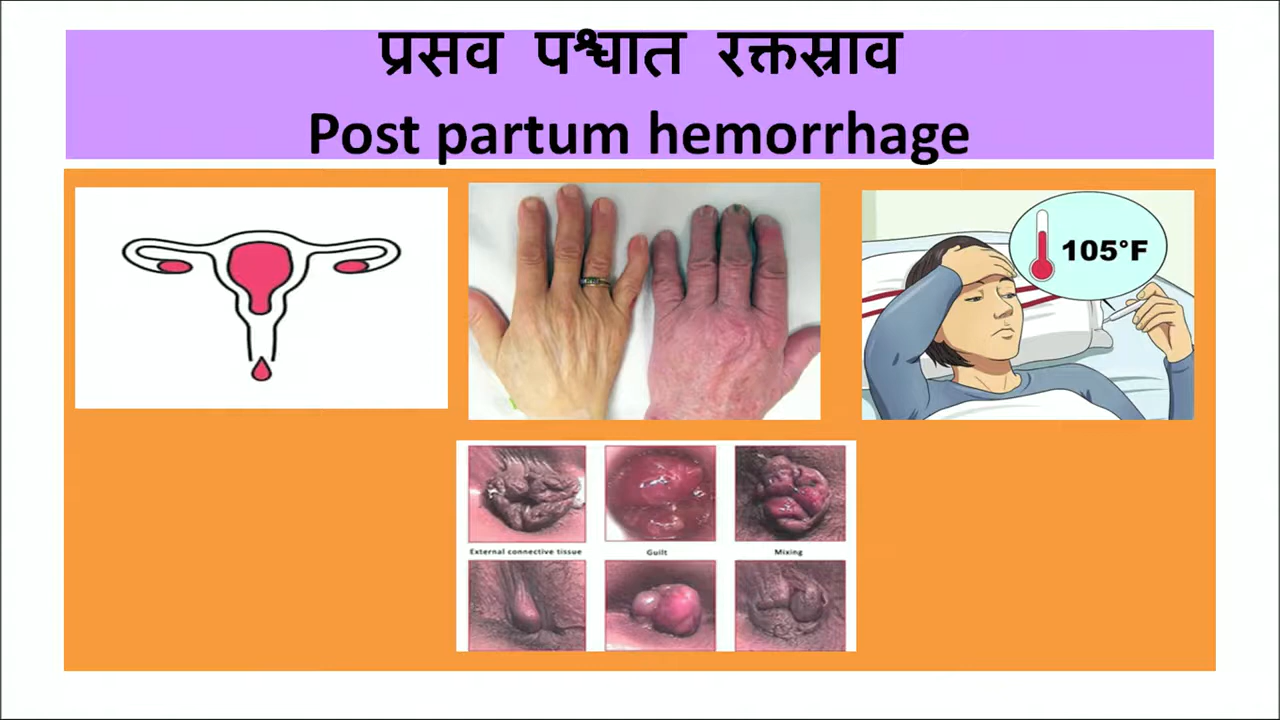 प्रसव पश्चात रक्तस्राव
Post partum hemorrhage
105°F
External connective tissue
Guilt
Mixing